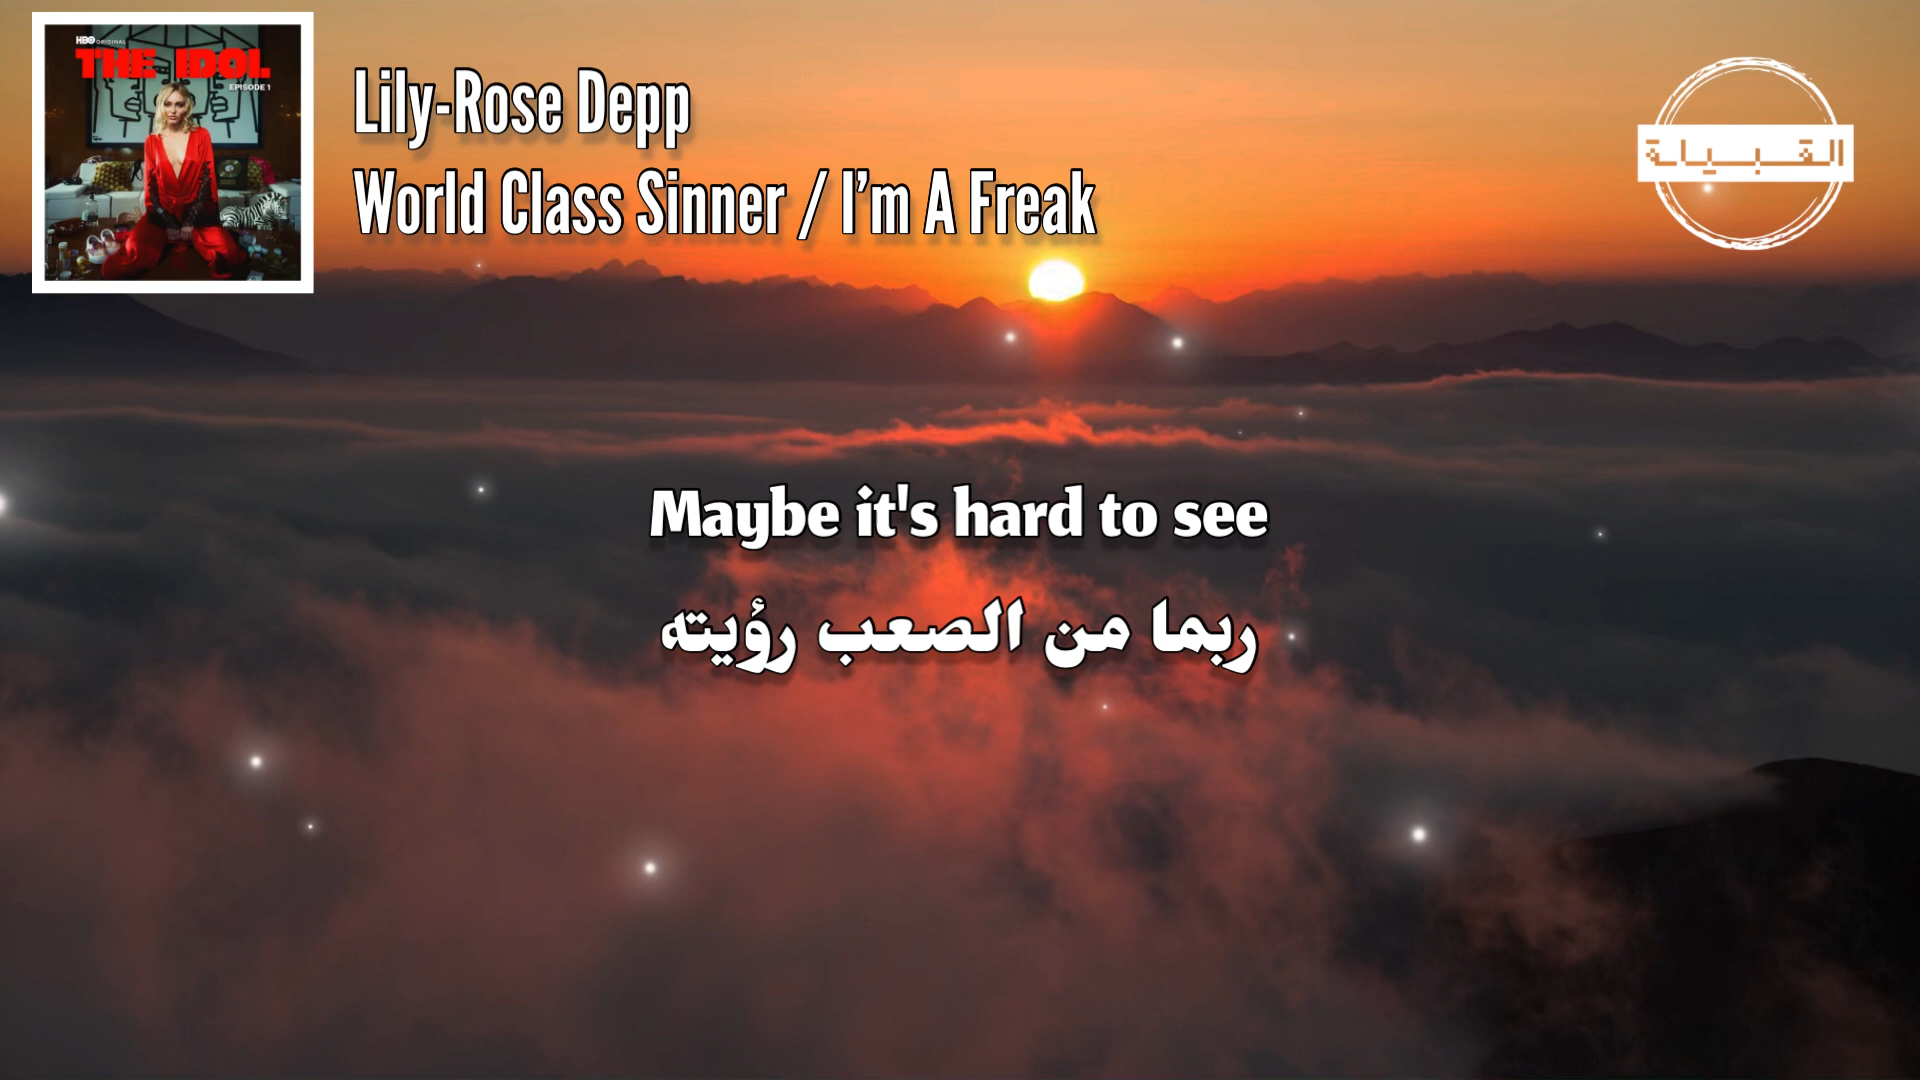 HBO ORIGINAL
THE IDOL
EPISODE 1
Lily-Rose Depp
World Class Sinner / I'm A Freak
Maybe it's hard to see
ربما من الصعب رؤيته